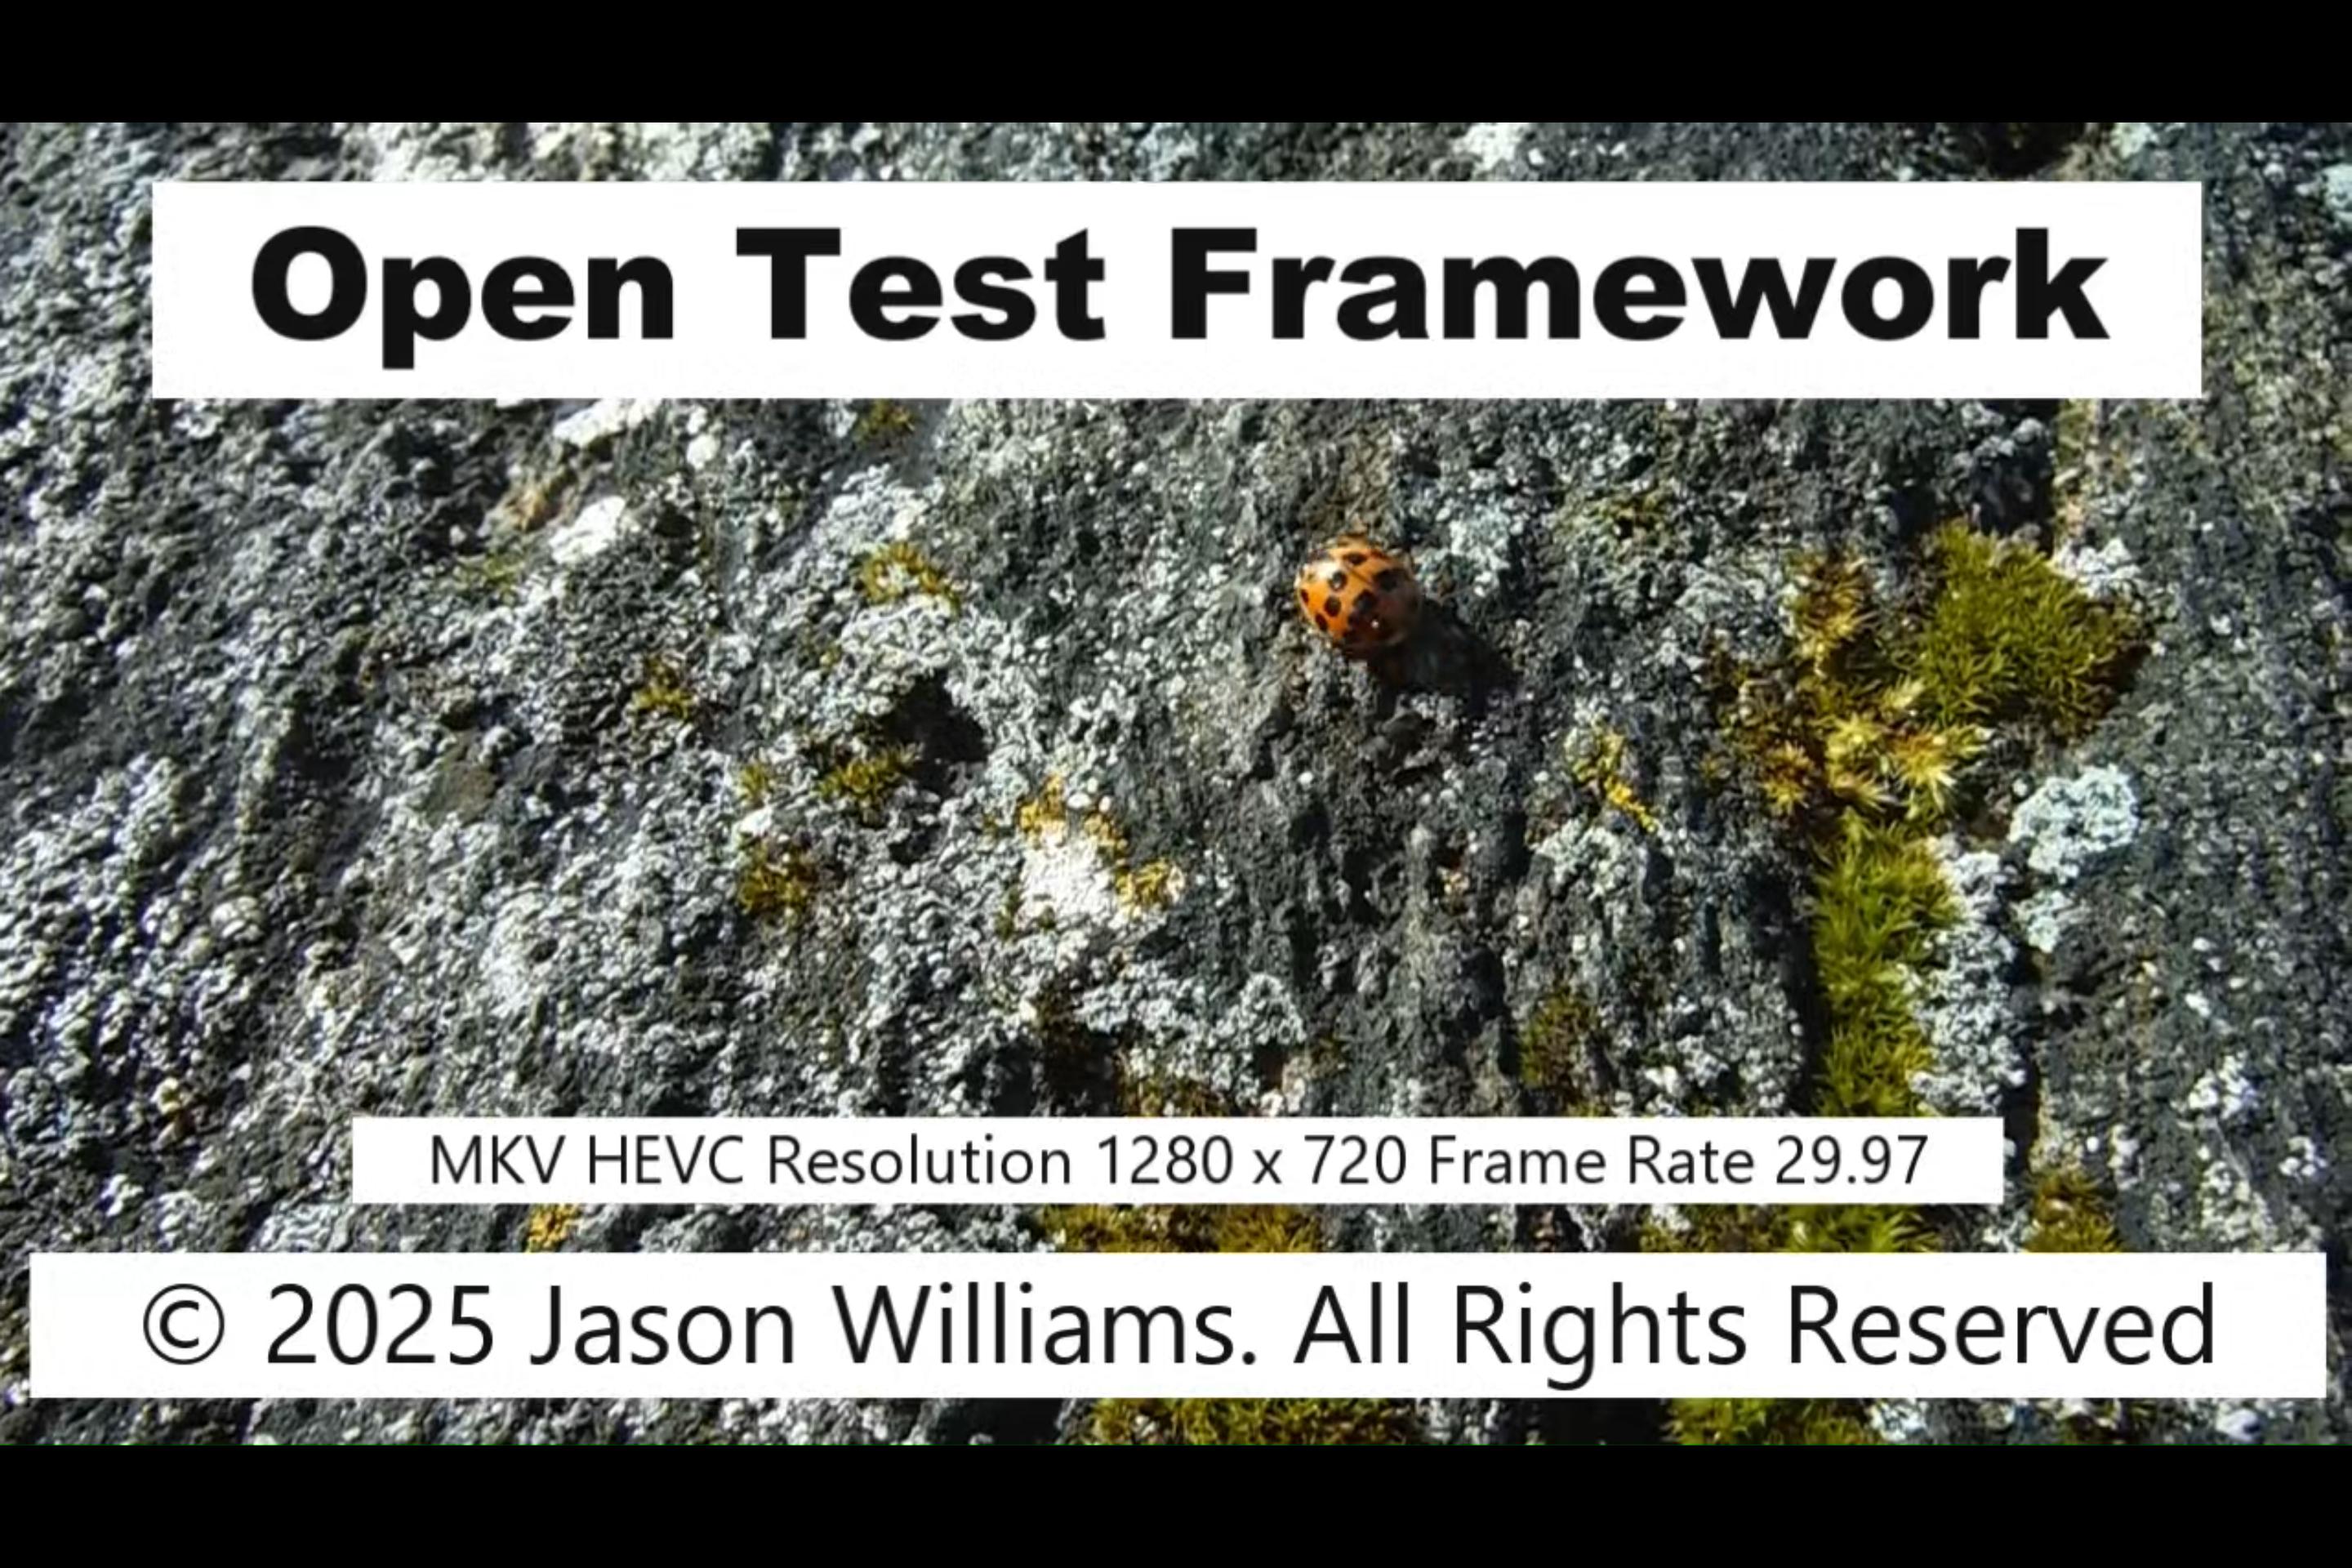 Open Test Framework
MKV HEVC Resolution 1280 x 720 Frame Rate 29.97
© 2025 Jason Williams. All Rights Reserved